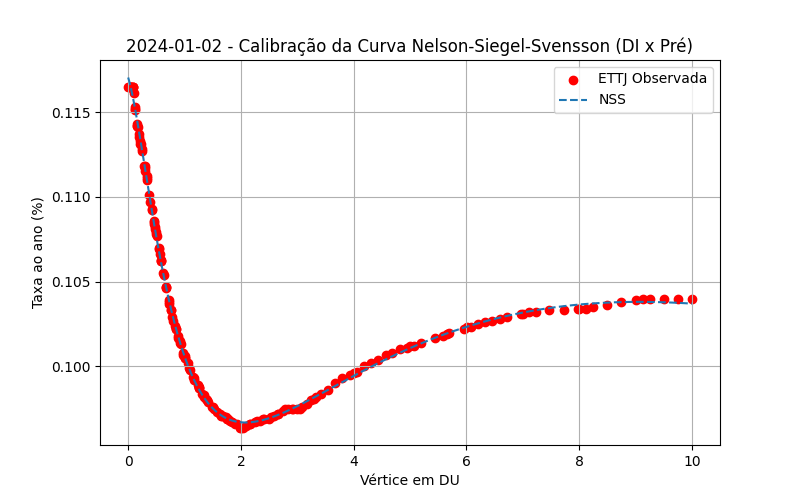 2024-01-02 - Calibração da Curva Nelson-Siegel-Svensson (DI x Pré)
ETTJ Observada
NSS
Taxa ao ano (%)
0.115
0.110
0.105
0.100
0 2 4 6 8 10
Vértice em DU